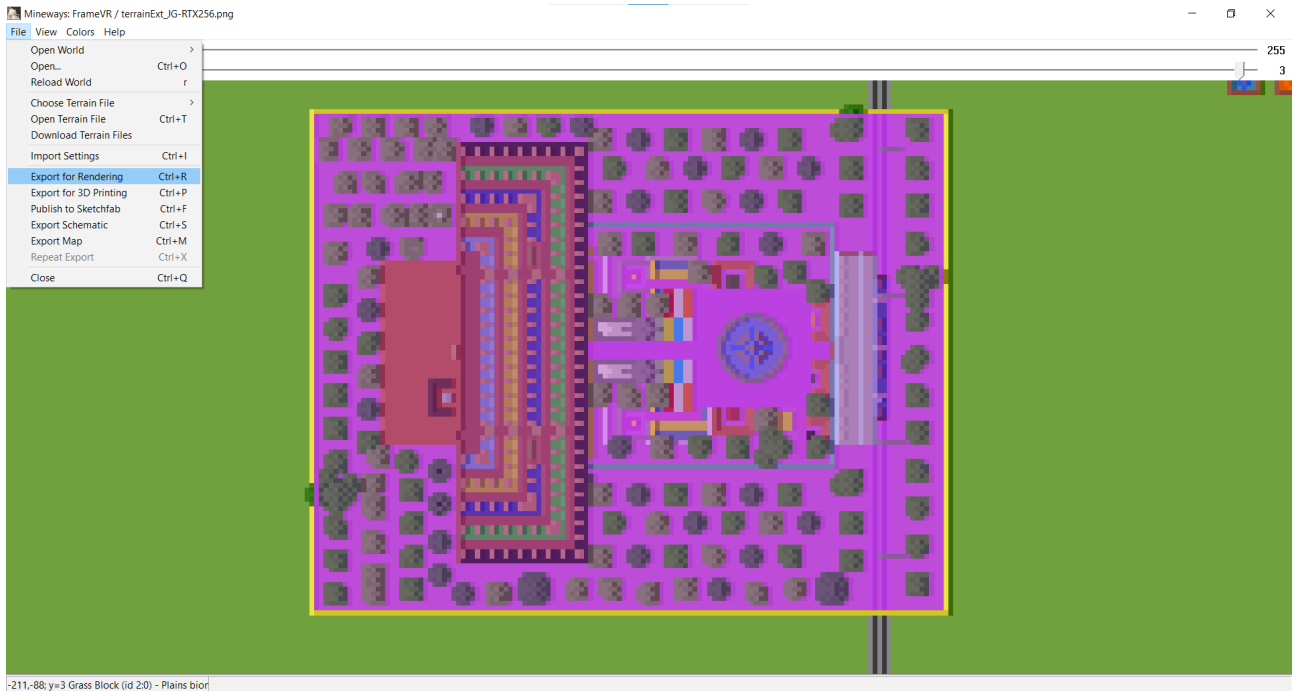 Mineways: FrameVR / terrainExt_JG-RTX256.png
File View Colors Help
Open World >
Open... Ctrl+O
Reload World r
Choose Terrain File >
Open Terrain File Ctrl+T
Download Terrain Files
Import Settings Ctrl+I
Export for Rendering Ctrl+R
Export for 3D Printing Ctrl+P
Publish to Sketchfab Ctrl+F
Export Schematic Ctrl+S
Export Map Ctrl+M
Repeat Export Ctrl+X
Close Ctrl+Q
255
3
-211,-88; y=3 Grass Block (id 2:0) - Plains bior